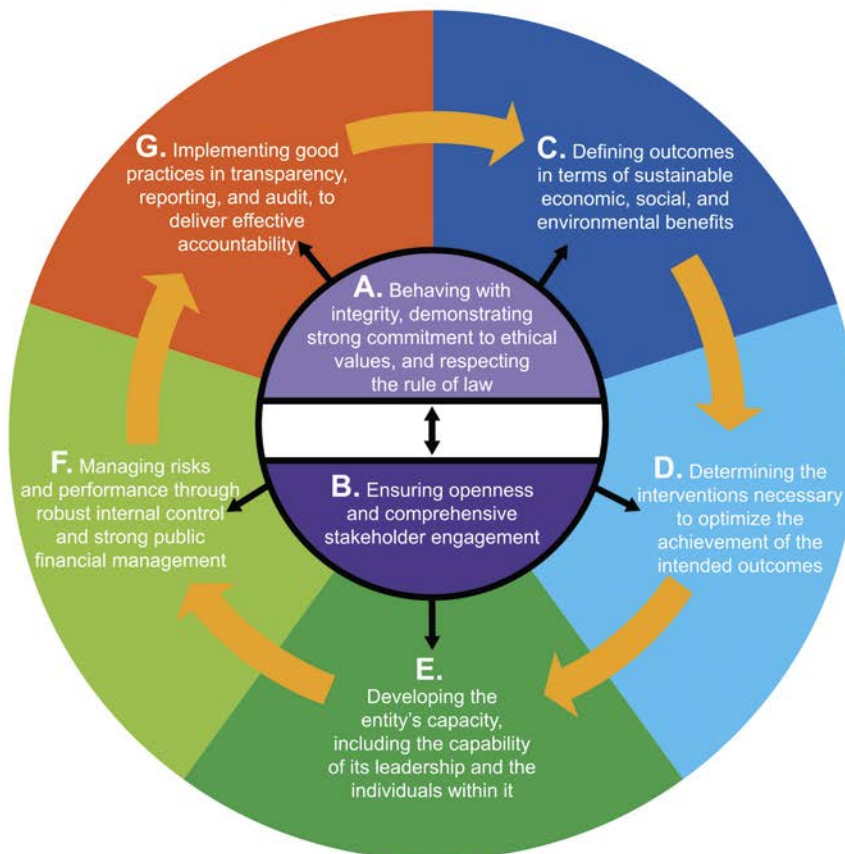 G. Implementing good
practices in transparency,
reporting, and audit, to
deliver effective
accountability
C. Defining outcomes
in terms of sustainable
economic, social, and
environmental benefits
A. Behaving with
integrity, demonstrating
strong commitment to ethical
values, and respecting
the rule of law
F. Managing risks
and performance through
robust internal control
and strong public
financial management
B. Ensuring openness
and comprehensive
stakeholder engagement
D. Determining the
interventions necessary
to optimize the
achievement of the
intended outcomes
E.
Developing the
entity's capacity,
including the capability
of its leadership and the
individuals within it